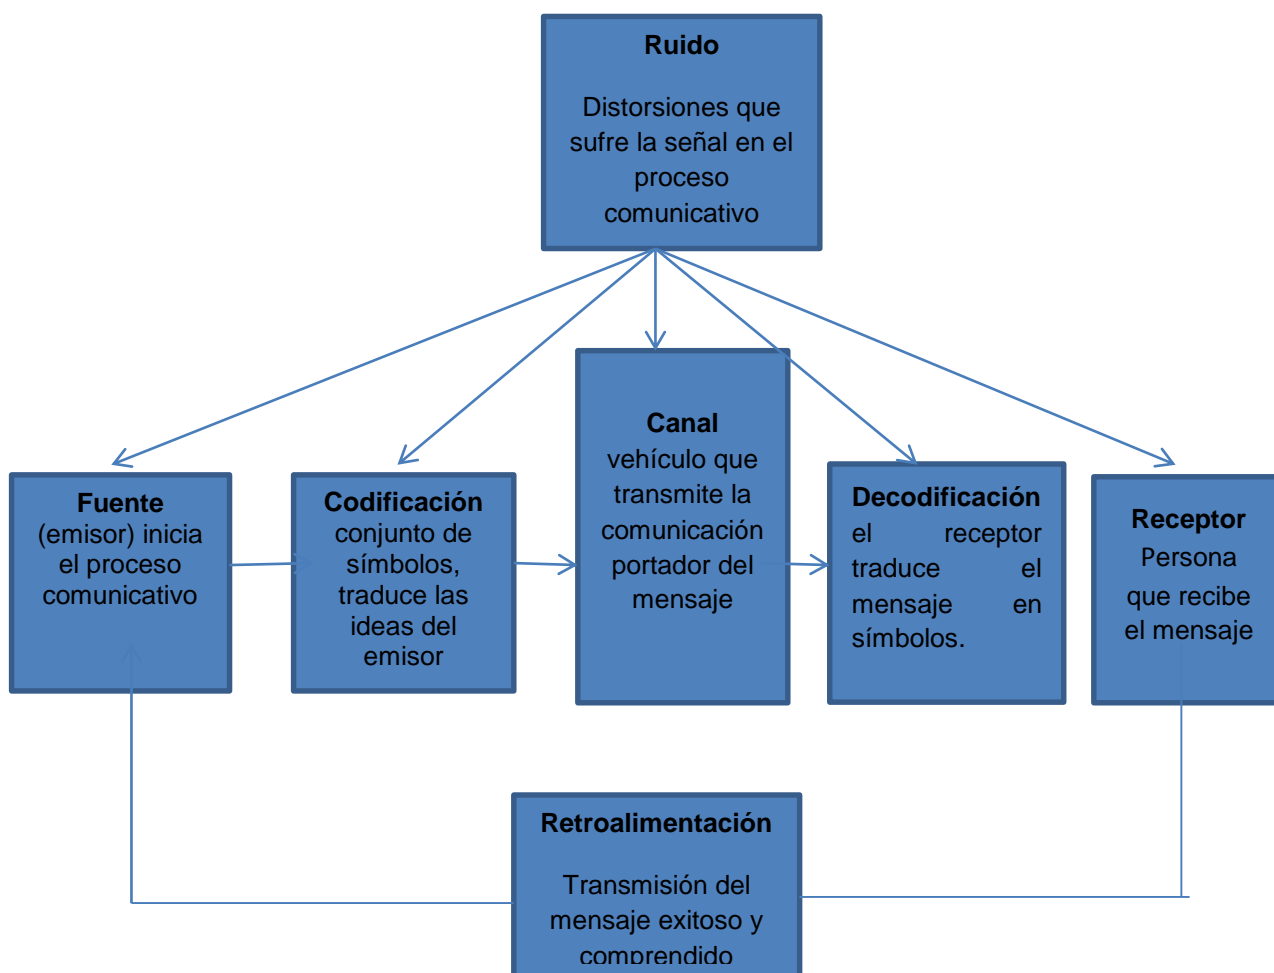 Ruido
Distorsiones que
sufre la señal en el
proceso
comunicativo
Fuente
(emisor) inicia
el proceso
comunicativo
Codificación
conjunto de
símbolos,
traduce las
ideas del
emisor
Canal
vehículo que
transmite la
comunicación
portador del
mensaje
Decodificación
el receptor
traduce el
mensaje en
símbolos.
Receptor
Persona
que recibe
el mensaje
Retroalimentación
Transmisión del
mensaje exitoso y
comprendido